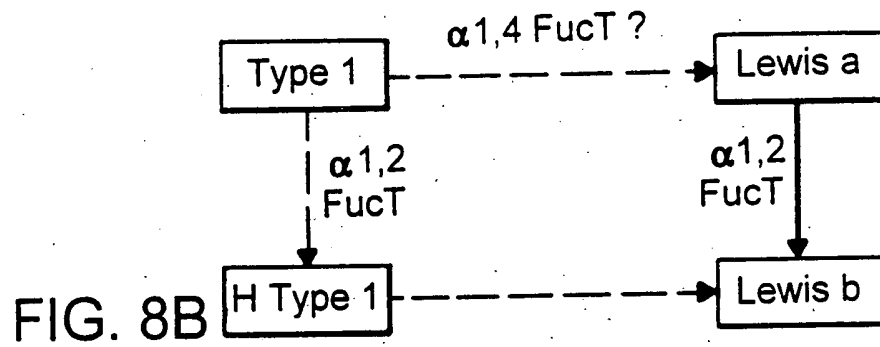 α1,4 FucT ?
Type 1
Lewis a
α1,2
FucT
α1,2
FucT
H Type 1
Lewis b
FIG. 8B